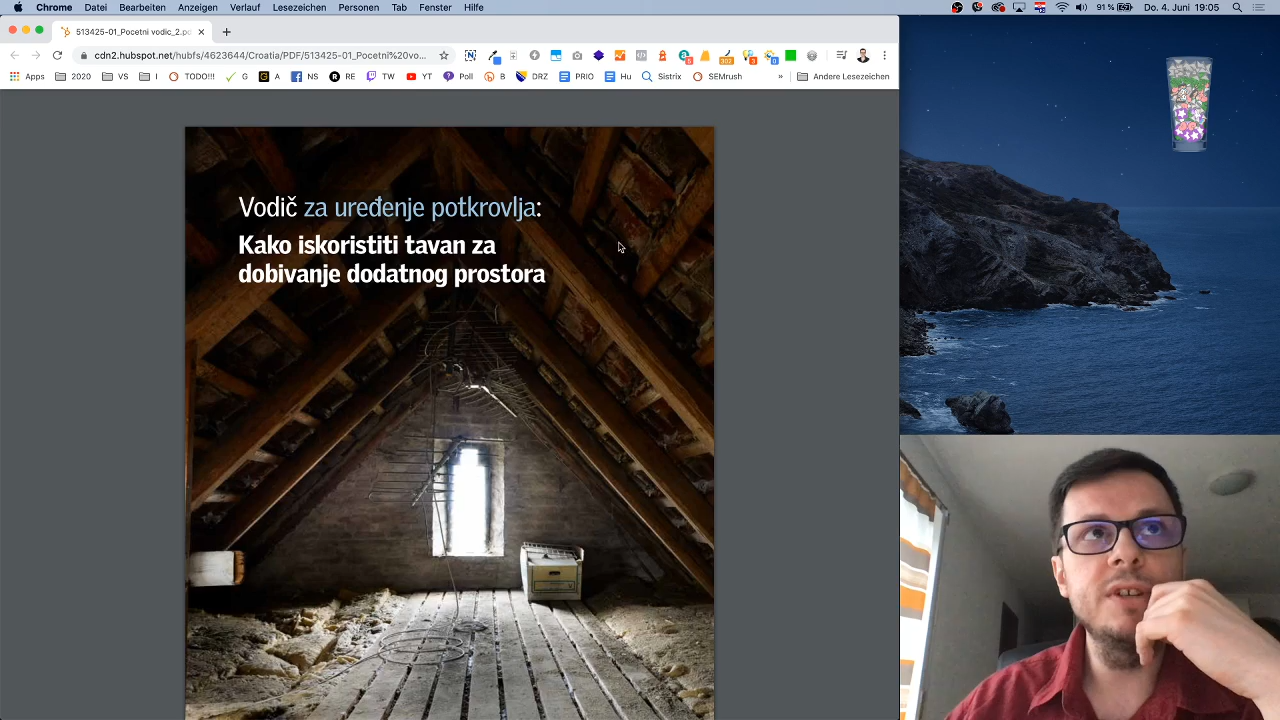 Chrome Datei Bearbeiten Anzeigen Verlauf Lesezeichen Personen Tab Fenster Hilfe 91 % Do. 4. Juni 19:05
513425-01_Pocetni vodic_2.pd
cdn2.hubspot.net/hubfs/4623644/Croatia/PDF/513425-01_Pocetni%20vo...
Apps 2020 VS I TODO!!! G A NS RE TW YT Poll B DRZ PRIO Hu Sistrix SEMrush » Andere Lesezeichen
Vodič za uređenje potkrovlja:
Kako iskoristiti tavan za
dobivanje dodatnog prostora